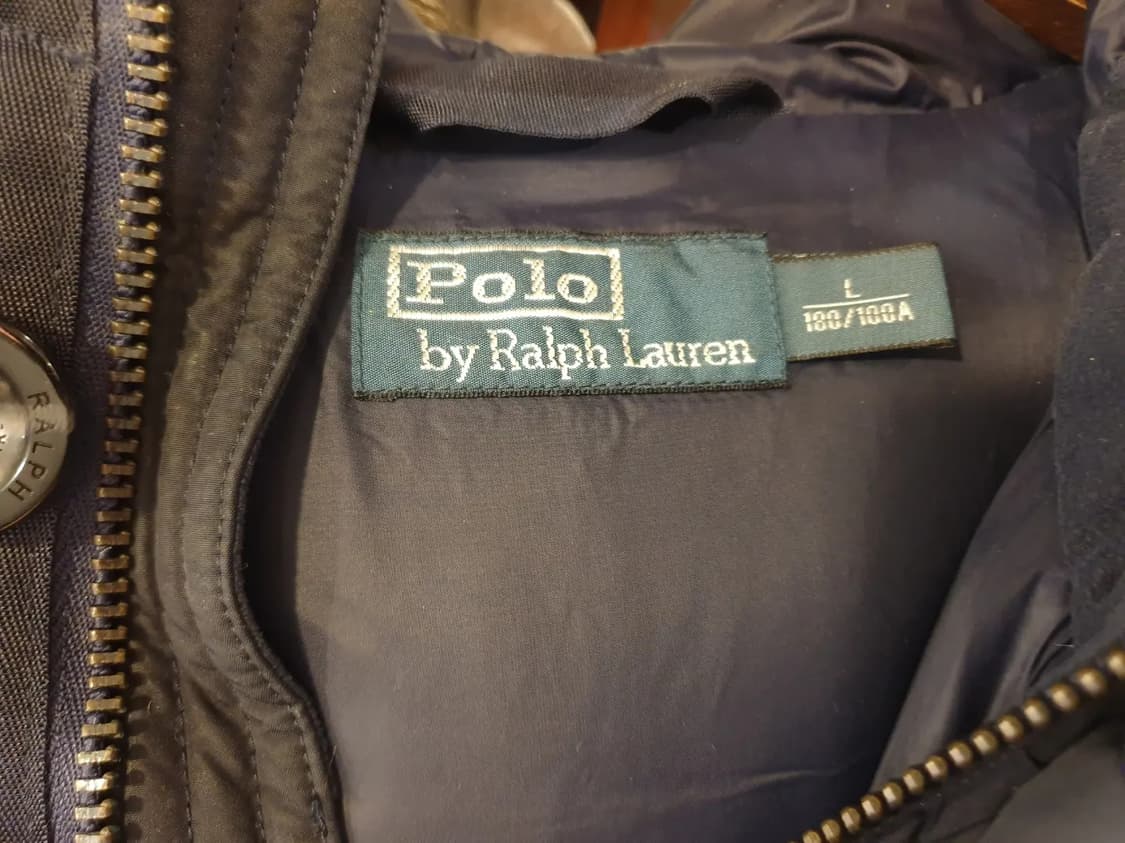 Polo
by Ralph Lauren
L
180/100A
RALPH